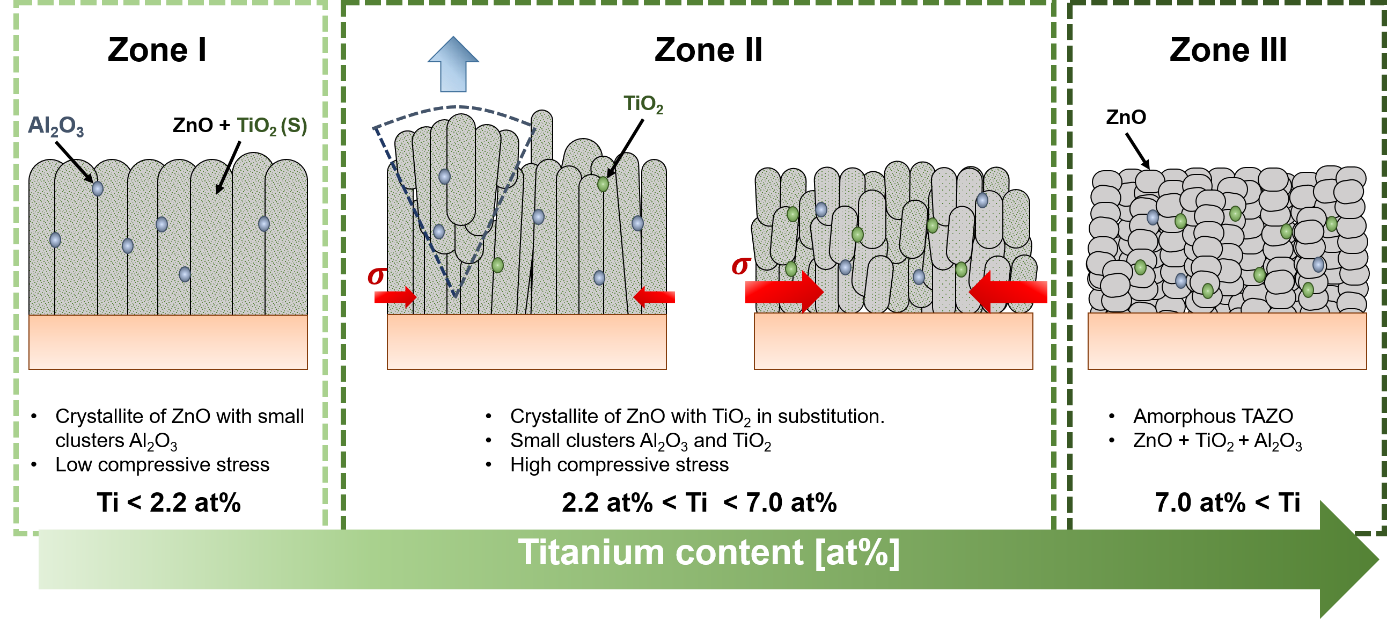 Zone I
Al₂O₃
ZnO + TiO₂ (S)
• Crystallite of ZnO with small
clusters Al₂O₃
• Low compressive stress
Ti < 2.2 at%
Zone II
TiO₂
σ
σ
• Crystallite of ZnO with TiO₂ in substitution.
• Small clusters Al₂O₃ and TiO₂
• High compressive stress
2.2 at% < Ti < 7.0 at%
Zone III
ZnO
• Amorphous TAZO
• ZnO + TiO₂ + Al₂O₃
7.0 at% < Ti
Titanium content [at%]